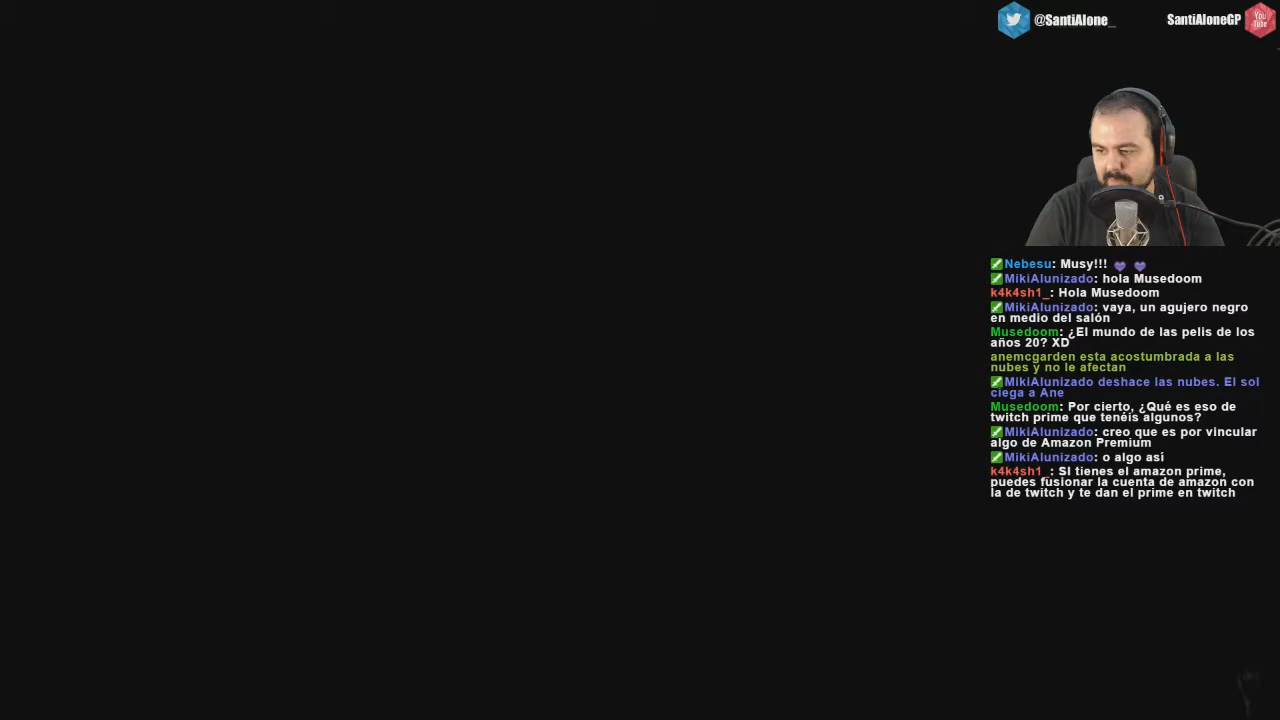 @SantiAlone_
SantiAloneGP
You
Tube
Nebesu: Musy!!!
MikiAlunizado: hola Musedoom
k4k4sh1_: Hola Musedoom
MikiAlunizado: vaya, un agujero negro
en medio del salón
Musedoom: ¿El mundo de las pelis de los
años 20? XD
anemcgarden esta acostumbrada a las
nubes y no le afectan
MikiAlunizado deshace las nubes. El sol
ciega a Ane
Musedoom: Por cierto, ¿Qué es eso de
twitch prime que tenéis algunos?
MikiAlunizado: creo que es por vincular
algo de Amazon Premium
MikiAlunizado: o algo así
k4k4sh1_: SI tienes el amazon prime,
puedes fusionar la cuenta de amazon con
la de twitch y te dan el prime en twitch